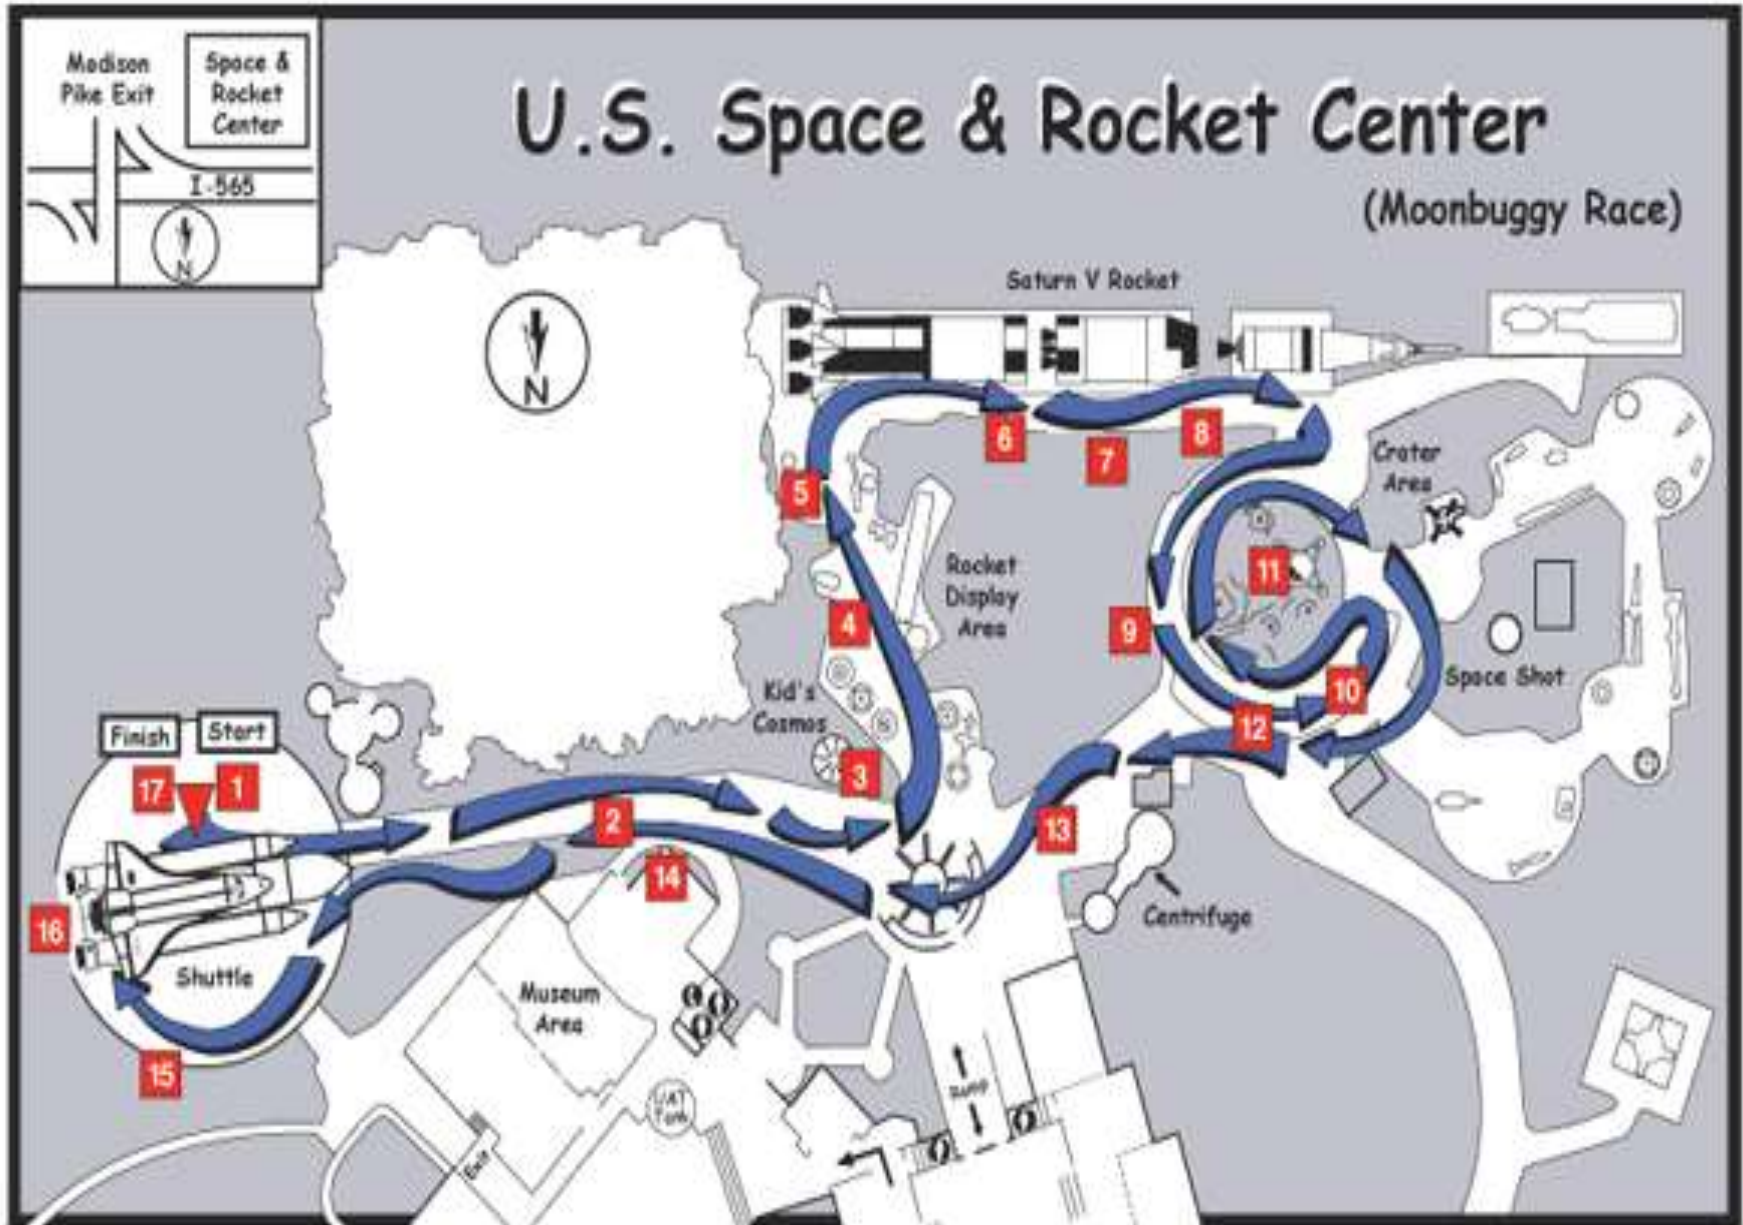 Madison
Pike Exit
Space &
Rocket
Center
I-565
N
U.S. Space & Rocket Center
(Moonbuggy Race)
N
Saturn V Rocket
6
7
8
Crater
Area
5
Rocket
Display
Area
4
11
9
10
12
Space Shot
Kid's
Cosmos
3
Finish
Start
17
1
2
13
14
Centrifuge
16
Shuttle
15
Museum
Area
Ramp
Tank
Exit